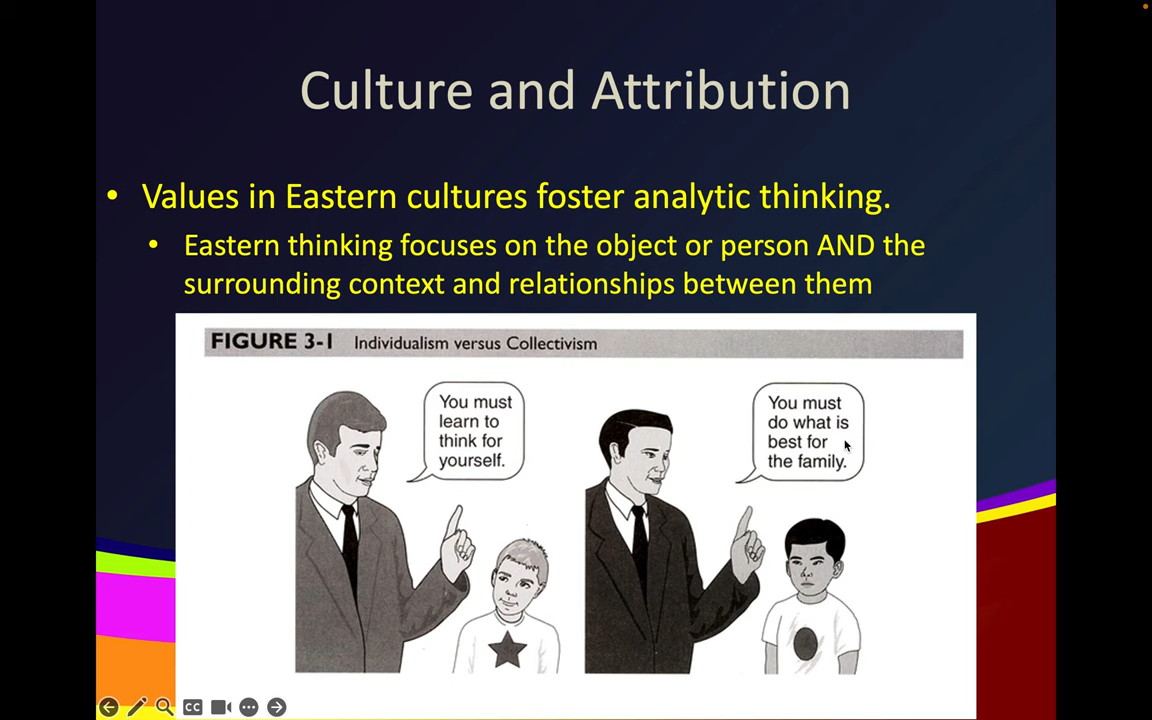 Culture and Attribution
• Values in Eastern cultures foster analytic thinking.
• Eastern thinking focuses on the object or person AND the
surrounding context and relationships between them
FIGURE 3-1 Individualism versus Collectivism
You must
learn to
think for
yourself.
You must
do what is
best for
the family.
CC